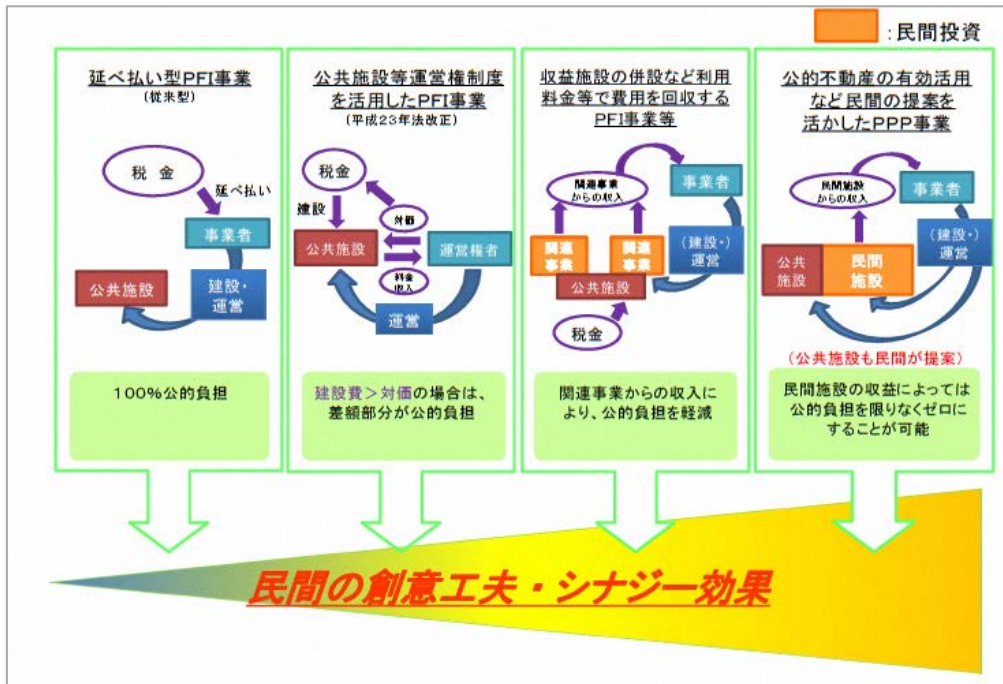 :民間投資
延べ払い型PFI事業
(従来型)
税 金
延べ払い
事業者
公共施設
建設・
運営
100%公的負担
公共施設等運営権制度
を活用したPFI事業
(平成23年法改正)
税金
建設
対価
公共施設
運営権者
料金
収入
運営
建設費>対価の場合は、
差額部分が公的負担
収益施設の併設など利用
料金等で費用を回収する
PFI事業等
関連事業
からの収入
事業者
関連
事業
関連
事業
(建設・)
運営
公共施設
税金
関連事業からの収入に
より、公的負担を軽減
公的不動産の有効活用
など民間の提案を
活かしたPPP事業
民間施設
からの収入
事業者
(建設・)
運営
公共
施設
民間
施設
(公共施設も民間が提案)
民間施設の収益によっては
公的負担を限りなくゼロに
することが可能
民間の創意工夫・シナジー効果